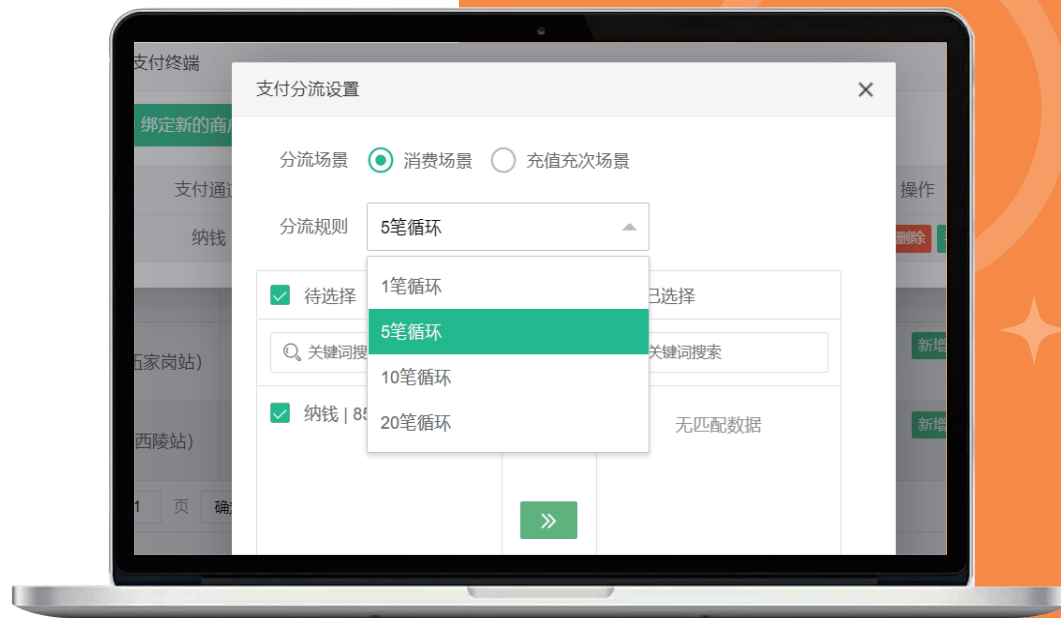 支付终端
支付分流设置
绑定新的商
分流场景 消费场景 充值充次场景
支付通 操作
分流规则 5笔循环
纳钱 删除
待选择 1笔循环 已选择
5笔循环
关键词搜 关键词搜索
家岗站) 新增
10笔循环
纳钱 | 85
20笔循环 无匹配数据
西陵站) 新增
1 页 确